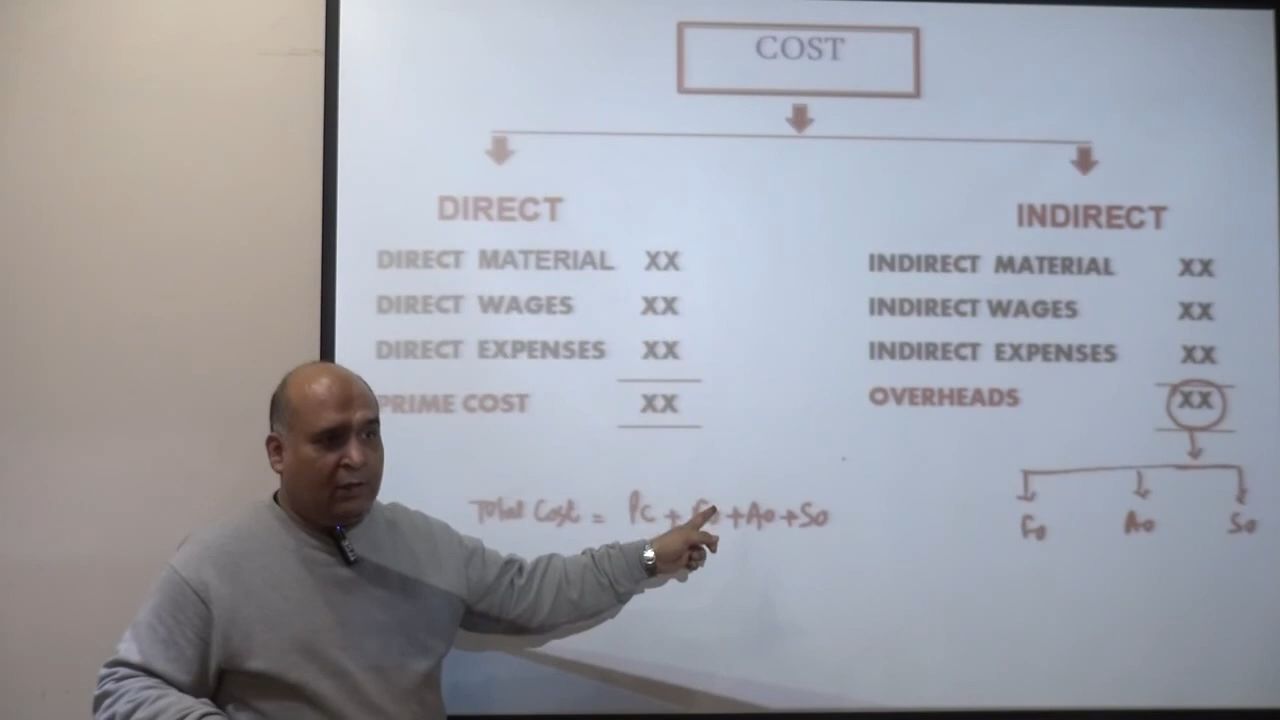 COST
DIRECT
DIRECT MATERIAL XX
DIRECT WAGES XX
DIRECT EXPENSES XX
PRIME COST XX
INDIRECT
INDIRECT MATERIAL XX
INDIRECT WAGES XX
INDIRECT EXPENSES XX
OVERHEADS XX
Fo Ao So
Total Cost = PC + +Ao+So